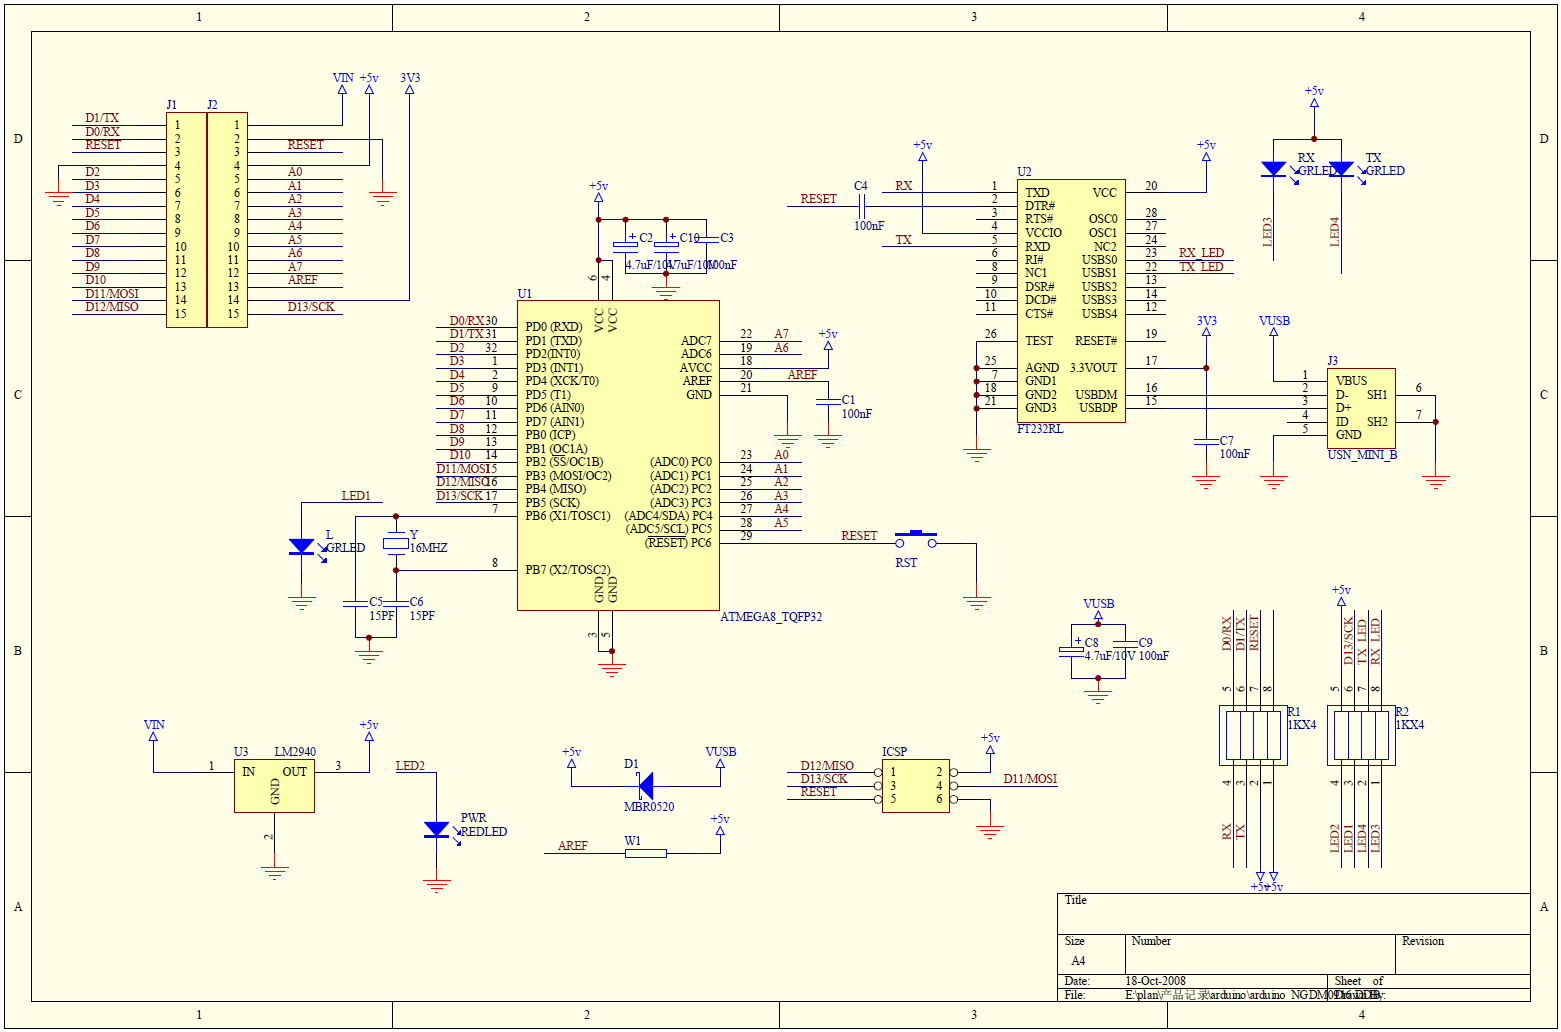 1 2 3 4
D
C
B
A
VIN +5v 3V3
J1 J2
D1/TX 1 1
D0/RX 2 2
RESET 3 3 RESET
4 4
D2 5 5 A0
D3 6 6 A1
D4 7 7 A2
D5 8 8 A3
D6 9 9 A4
D7 10 10 A5
D8 11 11 A6
D9 12 12 A7
D10 13 13 AREF
D11/MOSI 14 14
D12/MISO 15 15 D13/SCK
+5v
C2 C10 C3
4.7uF/10V 4.7uF/10V 100nF
6 4
U1
VCC VCC
D0/RX 30 PD0 (RXD)
D1/TX 31 PD1 (TXD)
D2 32 PD2(INT0)
D3 1 PD3 (INT1)
D4 2 PD4 (XCK/T0)
D5 9 PD5 (T1)
D6 10 PD6 (AIN0)
D7 11 PD7 (AIN1)
D8 12 PB0 (ICP)
D9 13 PB1 (OC1A)
D10 14 PB2 (SS/OC1B)
D11/MOSI 15 PB3 (MOSI/OC2)
D12/MISO 16 PB4 (MISO)
D13/SCK 17 PB5 (SCK)
7 PB6 (X1/TOSC1)
8 PB7 (X2/TOSC2)
ADC7 22 A7
ADC6 19 A6
AVCC 18 +5v
AREF 20 AREF
GND 21
C1
100nF
(ADC0) PC0 23 A0
(ADC1) PC1 24 A1
(ADC2) PC2 25 A2
(ADC3) PC3 26 A3
(ADC4/SDA) PC4 27 A4
(ADC5/SCL) PC5 28 A5
(RESET) PC6 29 RESET
RST
GND GND
3 5
ATMEGA8_TQFP32
LED1
L
GRLED
Y
16MHZ
C5 C6
15PF 15PF
+5v +5v
U2
RESET C4
100nF
RX 1 TXD
2 DTR#
3 RTS#
4 VCCIO
TX 5 RXD
6 RI#
8 NC1
9 DSR#
10 DCD#
11 CTS#
26 TEST
25 AGND
7 GND1
18 GND2
21 GND3
VCC 20
OSC0 28
OSC1 27
NC2 24
USBS0 23 RX_LED
USBS1 22 TX_LED
USBS2 13
USBS3 14
USBS4 12
RESET# 19
3.3VOUT 17
USBDM 16
USBDP 15
FT232RL
+5v
RX TX
GRLED GRLED
LED3 LED4
3V3 VUSB
J3
1 VBUS
2 D-
3 D+
4 ID
5 GND
SH1 6
SH2 7
USN_MINI_B
C7
100nF
VUSB
C8 C9
4.7uF/10V 100nF
+5v
D0/RX D1/TX RESET
5 6 7 8
R1
1KX4
4 3 2 1
RX TX
+5v +5v
D13/SCK TX_LED RX_LED
5 6 7 8
R2
1KX4
4 3 2 1
LED2 LED1 LED4 LED3
VIN +5v
U3 LM2940
1 IN OUT 3
GND
2
LED2
PWR
REDLED
+5v VUSB
D1
MBR0520
+5v
AREF W1
ICSP +5v
D12/MISO 1 2
D13/SCK 3 4 D11/MOSI
RESET 5 6
Title
Size Number Revision
A4
Date: 18-Oct-2008 Sheet of
File: E:\plan\产品记录\arduino\arduino_NGDM0916.DDB Drawn By:
D
C
B
A
1 2 3 4